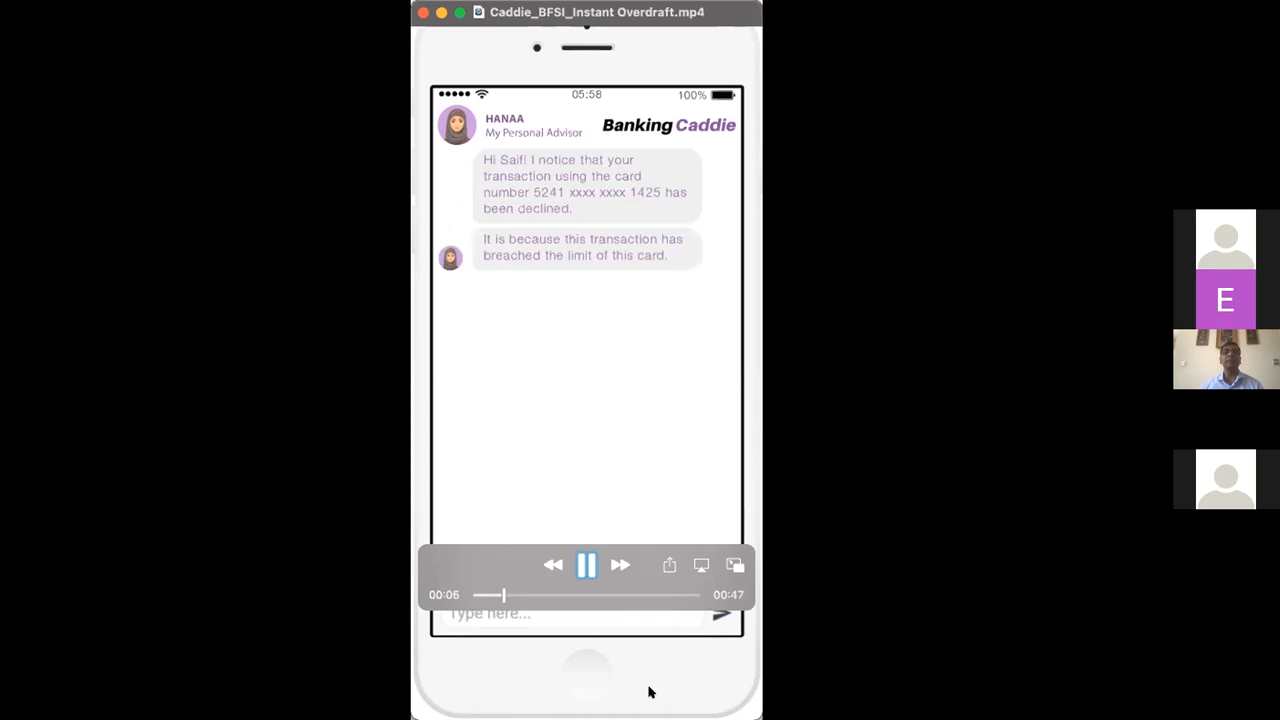 Caddie_BFSI_Instant Overdraft.mp4
05:58
100%
HANAA
My Personal Advisor
Banking Caddie
Hi Saif! I notice that your
transaction using the card
number 5241 xxxx xxxx 1425 has
been declined.
It is because this transaction has
breached the limit of this card.
E
00:06
00:47
Type here...